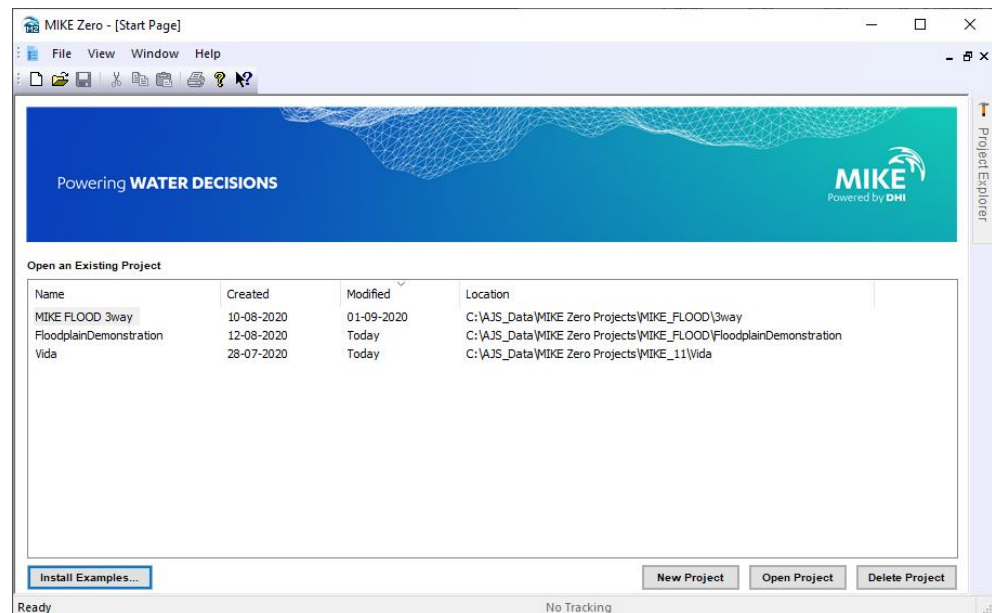 MIKE Zero - [Start Page]
File View Window Help
Project Explorer
Powering WATER DECISIONS
MIKE
Powered by DHI
Open an Existing Project
Name Created Modified Location
MIKE FLOOD 3way 10-08-2020 01-09-2020 C:\AJS_Data\MIKE Zero Projects\MIKE_FLOOD\3way
FloodplainDemonstration 12-08-2020 Today C:\AJS_Data\MIKE Zero Projects\MIKE_FLOOD\FloodplainDemonstration
Vida 28-07-2020 Today C:\AJS_Data\MIKE Zero Projects\MIKE_11\Vida
Install Examples... New Project Open Project Delete Project
Ready No Tracking